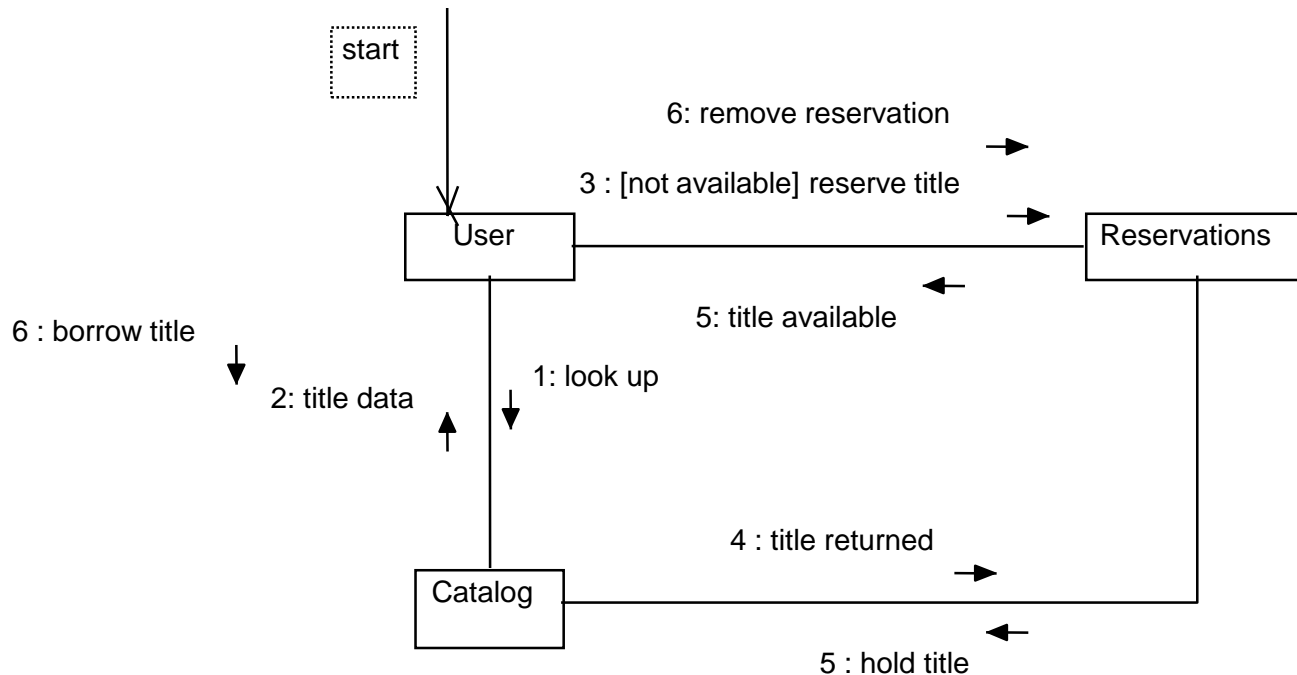 start
6: remove reservation
3 : [not available] reserve title
User
Reservations
5: title available
6 : borrow title
1: look up
2: title data
4 : title returned
Catalog
5 : hold title